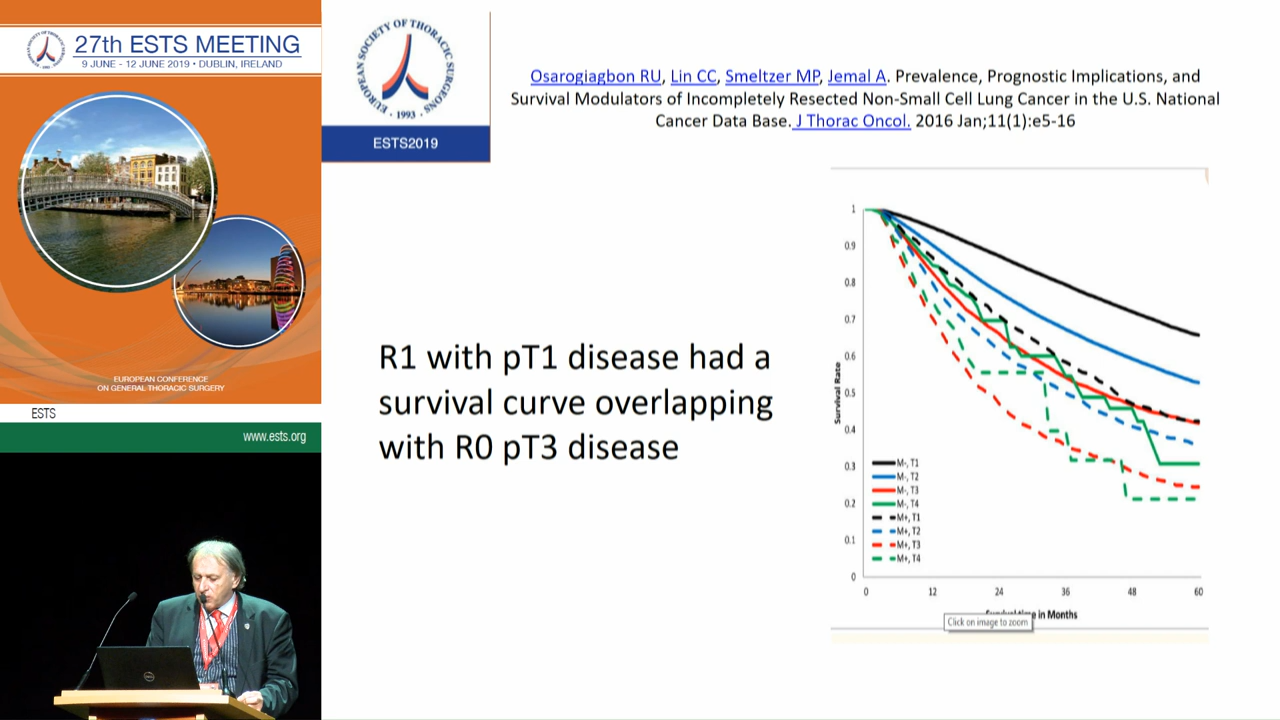 27th ESTS MEETING
9 JUNE - 12 JUNE 2019 • DUBLIN, IRELAND
EUROPEAN CONFERENCE
ON GENERAL THORACIC SURGERY
ESTS
www.ests.org
EUROPEAN SOCIETY OF THORACIC SURGEONS
· 1993 ·
ESTS2019
Osarogiagbon RU, Lin CC, Smeltzer MP, Jemal A. Prevalence, Prognostic Implications, and
Survival Modulators of Incompletely Resected Non-Small Cell Lung Cancer in the U.S. National
Cancer Data Base. J Thorac Oncol. 2016 Jan;11(1):e5-16
R1 with pT1 disease had a
survival curve overlapping
with R0 pT3 disease
Survival Rate
1
0.9
0.8
0.7
0.6
0.5
0.4
0.3
0.2
0.1
0
M-, T1
M-, T2
M-, T3
M-, T4
M+, T1
M+, T2
M+, T3
M+, T4
0 12 24 36 48 60
in Months
Click on image to zoom
DELL